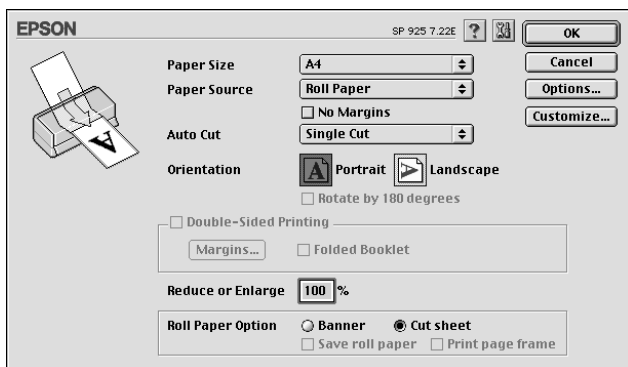 EPSON
SP 925 7.22E
?
OK
Paper Size A4
Cancel
Paper Source Roll Paper
Options...
No Margins
Customize...
Auto Cut Single Cut
Orientation A Portrait A Landscape
Rotate by 180 degrees
Double-Sided Printing
Margins... Folded Booklet
Reduce or Enlarge 100 %
Roll Paper Option Banner Cut sheet
Save roll paper Print page frame
A